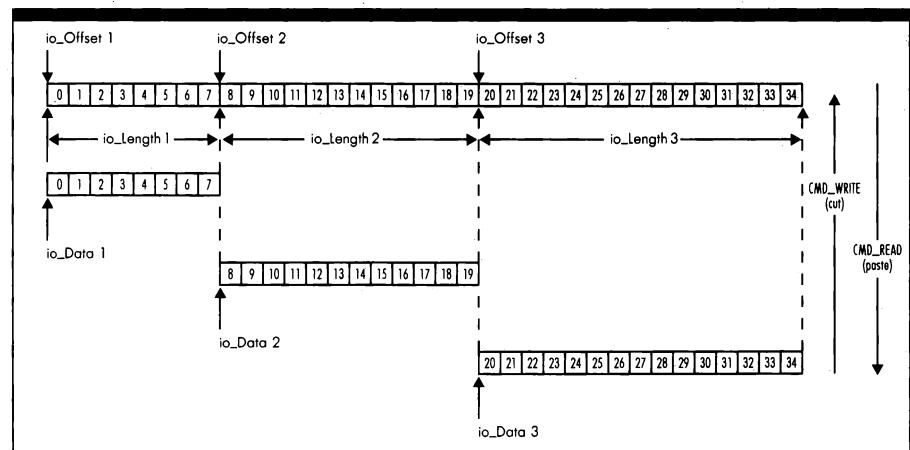 io_Offset 1 io_Offset 2 io_Offset 3
0 1 2 3 4 5 6 7 8 9 10 11 12 13 14 15 16 17 18 19 20 21 22 23 24 25 26 27 28 29 30 31 32 33 34
io_Length 1 io_Length 2 io_Length 3
0 1 2 3 4 5 6 7
CMD_WRITE
(cut)
CMD_READ
(paste)
io_Data 1
8 9 10 11 12 13 14 15 16 17 18 19
io_Data 2
20 21 22 23 24 25 26 27 28 29 30 31 32 33 34
io_Data 3